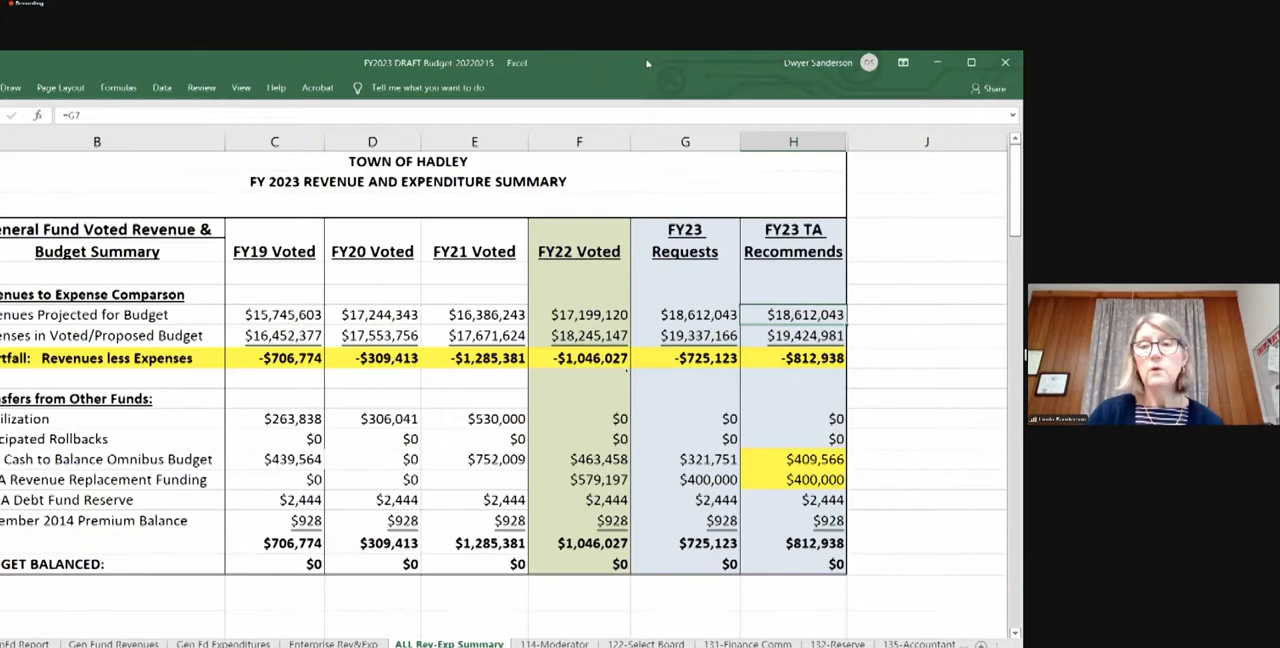 Recording
FY2023 DRAFT Budget 20220215 - Excel
Dwyer Sanderson DS
Draw Page Layout Formulas Data Review View Help Acrobat Tell me what you want to do Share
fx =G7
B C D E F G H J
TOWN OF HADLEY
FY 2023 REVENUE AND EXPENDITURE SUMMARY
eneral Fund Voted Revenue & FY23 FY23 TA
Budget Summary FY19 Voted FY20 Voted FY21 Voted FY22 Voted Requests Recommends
enues to Expense Comparison
enues Projected for Budget $15,745,603 $17,244,343 $16,386,243 $17,199,120 $18,612,043 $18,612,043
enses in Voted/Proposed Budget $16,452,377 $17,553,756 $17,671,624 $18,245,147 $19,337,166 $19,424,981
rtfall: Revenues less Expenses -$706,774 -$309,413 -$1,285,381 -$1,046,027 -$725,123 -$812,938
sfers from Other Funds:
ilization $263,838 $306,041 $530,000 $0 $0 $0
cipated Rollbacks $0 $0 $0 $0 $0 $0
Cash to Balance Omnibus Budget $439,564 $0 $752,009 $463,458 $321,751 $409,566
A Revenue Replacement Funding $0 $0 $0 $579,197 $400,000 $400,000
A Debt Fund Reserve $2,444 $2,444 $2,444 $2,444 $2,444 $2,444
ember 2014 Premium Balance $928 $928 $928 $928 $928 $928
$706,774 $309,413 $1,285,381 $1,046,027 $725,123 $812,938
GET BALANCED: $0 $0 $0 $0 $0 $0
Linda Sanderson
nEd Report Gen Fund Revenues Gen Ed Expenditures Enterprise Rev&Exp ALL Rev-Exp Summary 114-Moderator 122-Select Board 131-Finance Comm 132-Reserve 135-Accountant ...